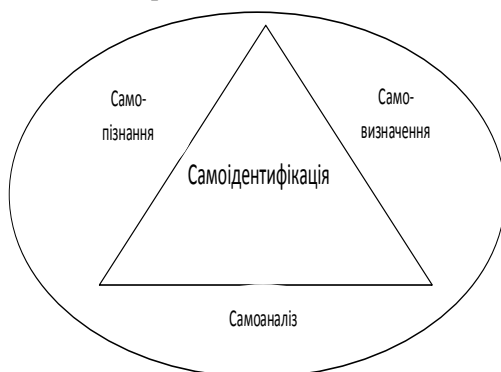 Само-
пізнання
Само-
визначення
Самоідентифікація
Самоаналіз